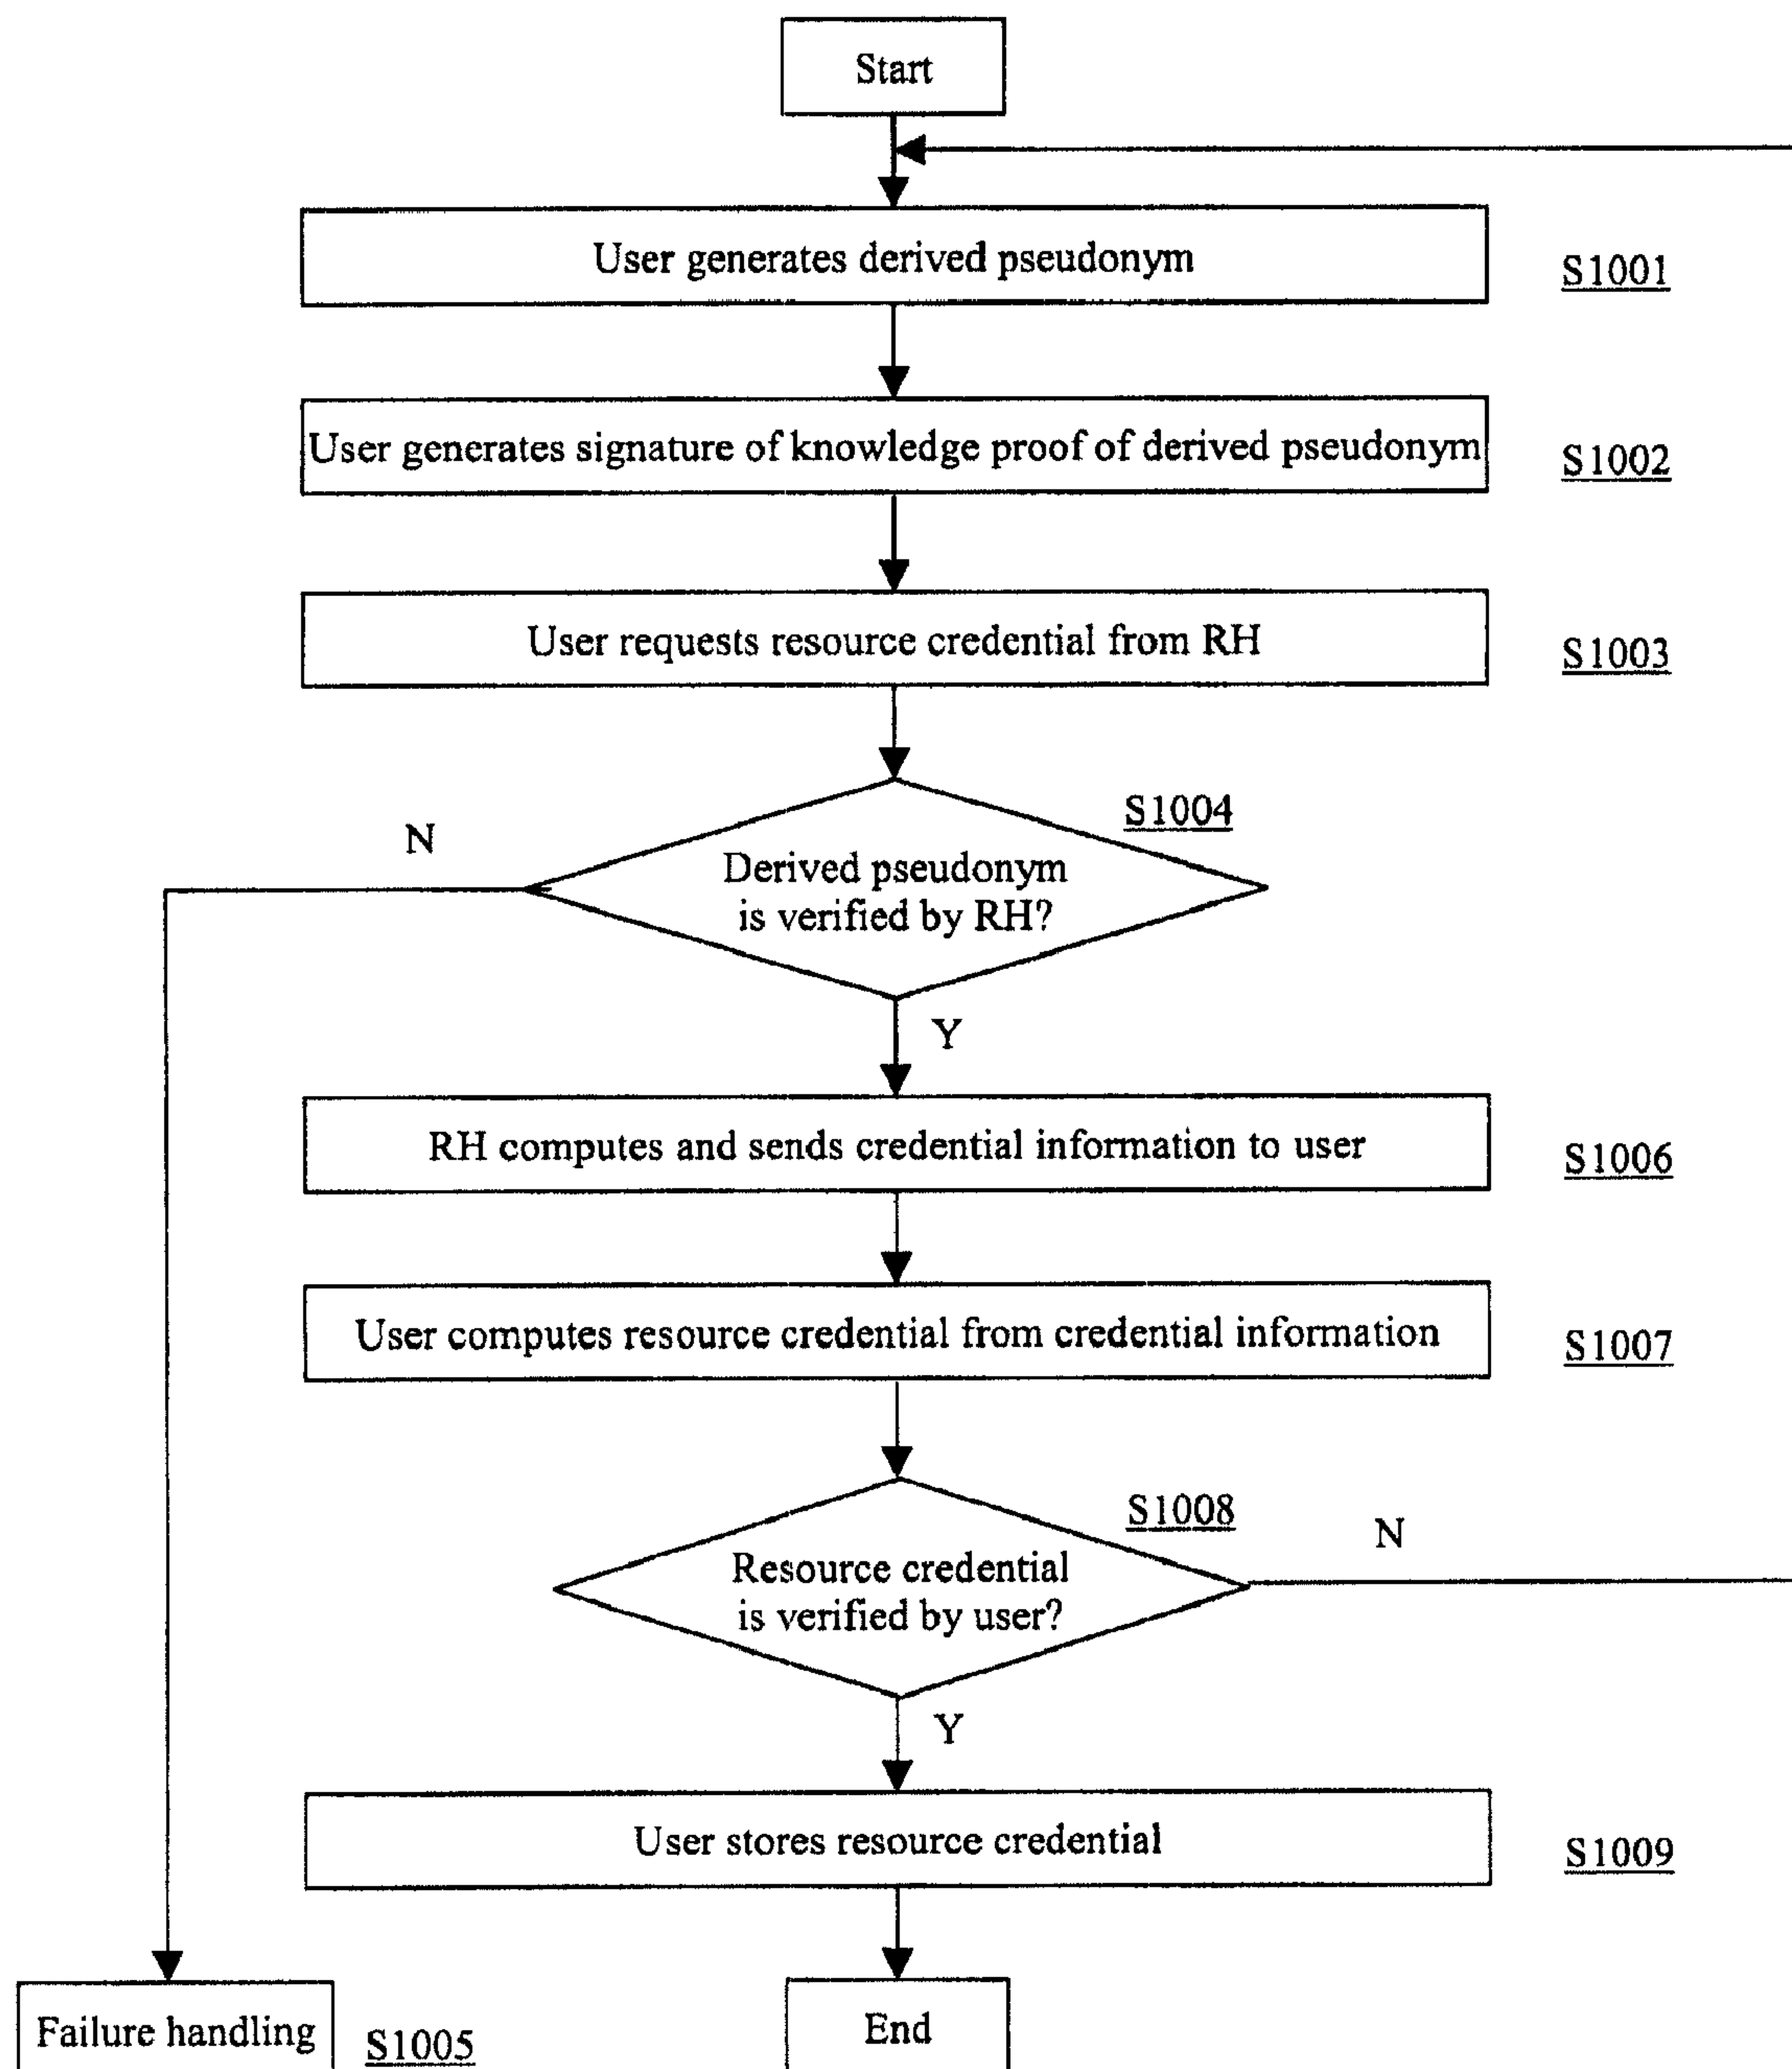 Start
User generates derived pseudonym
S1001
User generates signature of knowledge proof of derived pseudonym
S1002
User requests resource credential from RH
S1003
S1004
N
Derived pseudonym
is verified by RH?
Y
RH computes and sends credential information to user
S1006
User computes resource credential from credential information
S1007
S1008
N
Resource credential
is verified by user?
Y
User stores resource credential
S1009
Failure handling
S1005
End